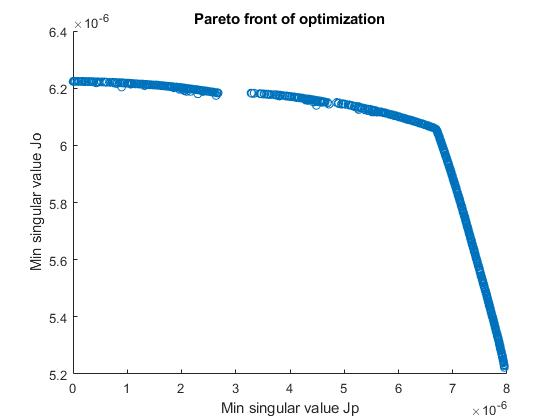 Pareto front of optimization
×10⁻⁶
6.4
6.2
6
5.8
5.6
5.4
5.2
Min singular value Jo
0 1 2 3 4 5 6 7 8
Min singular value Jp
×10⁻⁶